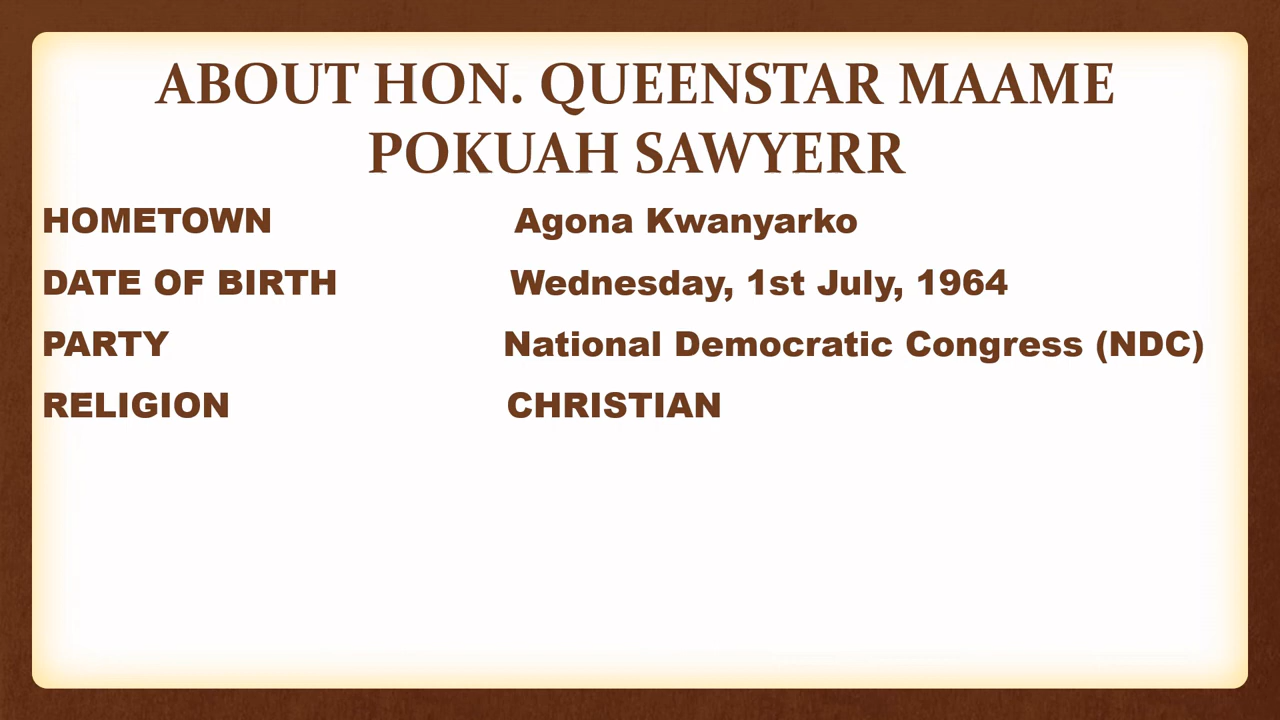 ABOUT HON. QUEENSTAR MAAME
POKUAH SAWYERR
HOMETOWN Agona Kwanyarko
DATE OF BIRTH Wednesday, 1st July, 1964
PARTY National Democratic Congress (NDC)
RELIGION CHRISTIAN